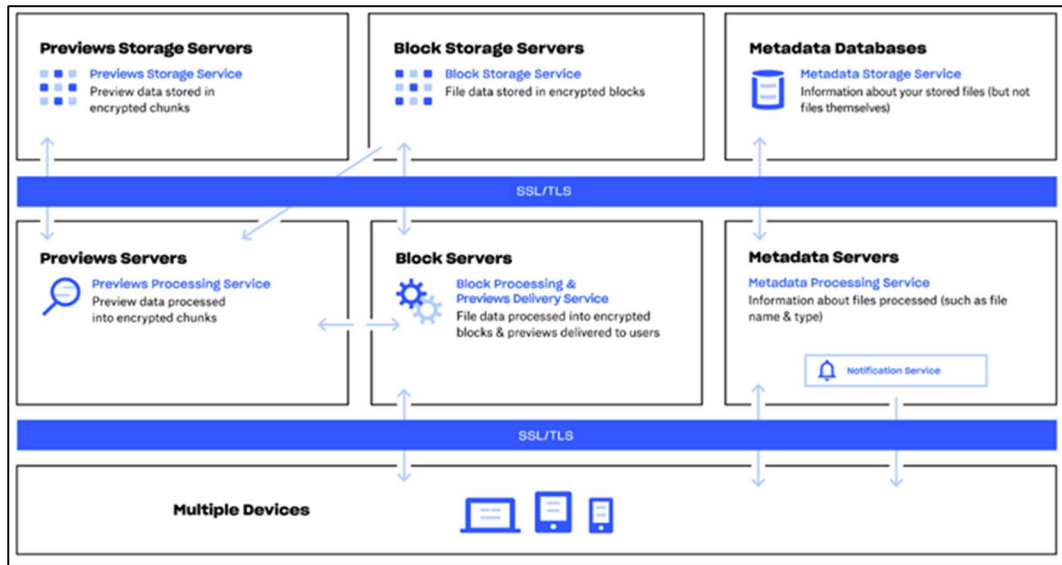 Previews Storage Servers
Previews Storage Service
Preview data stored in
encrypted chunks
Block Storage Servers
Block Storage Service
File data stored in encrypted blocks
Metadata Databases
Metadata Storage Service
Information about your stored files (but not
files themselves)
SSL/TLS
Previews Servers
Previews Processing Service
Preview data processed
into encrypted chunks
Block Servers
Block Processing &
Previews Delivery Service
File data processed into encrypted
blocks & previews delivered to users
Metadata Servers
Metadata Processing Service
Information about files processed (such as file
name & type)
Notification Service
SSL/TLS
Multiple Devices